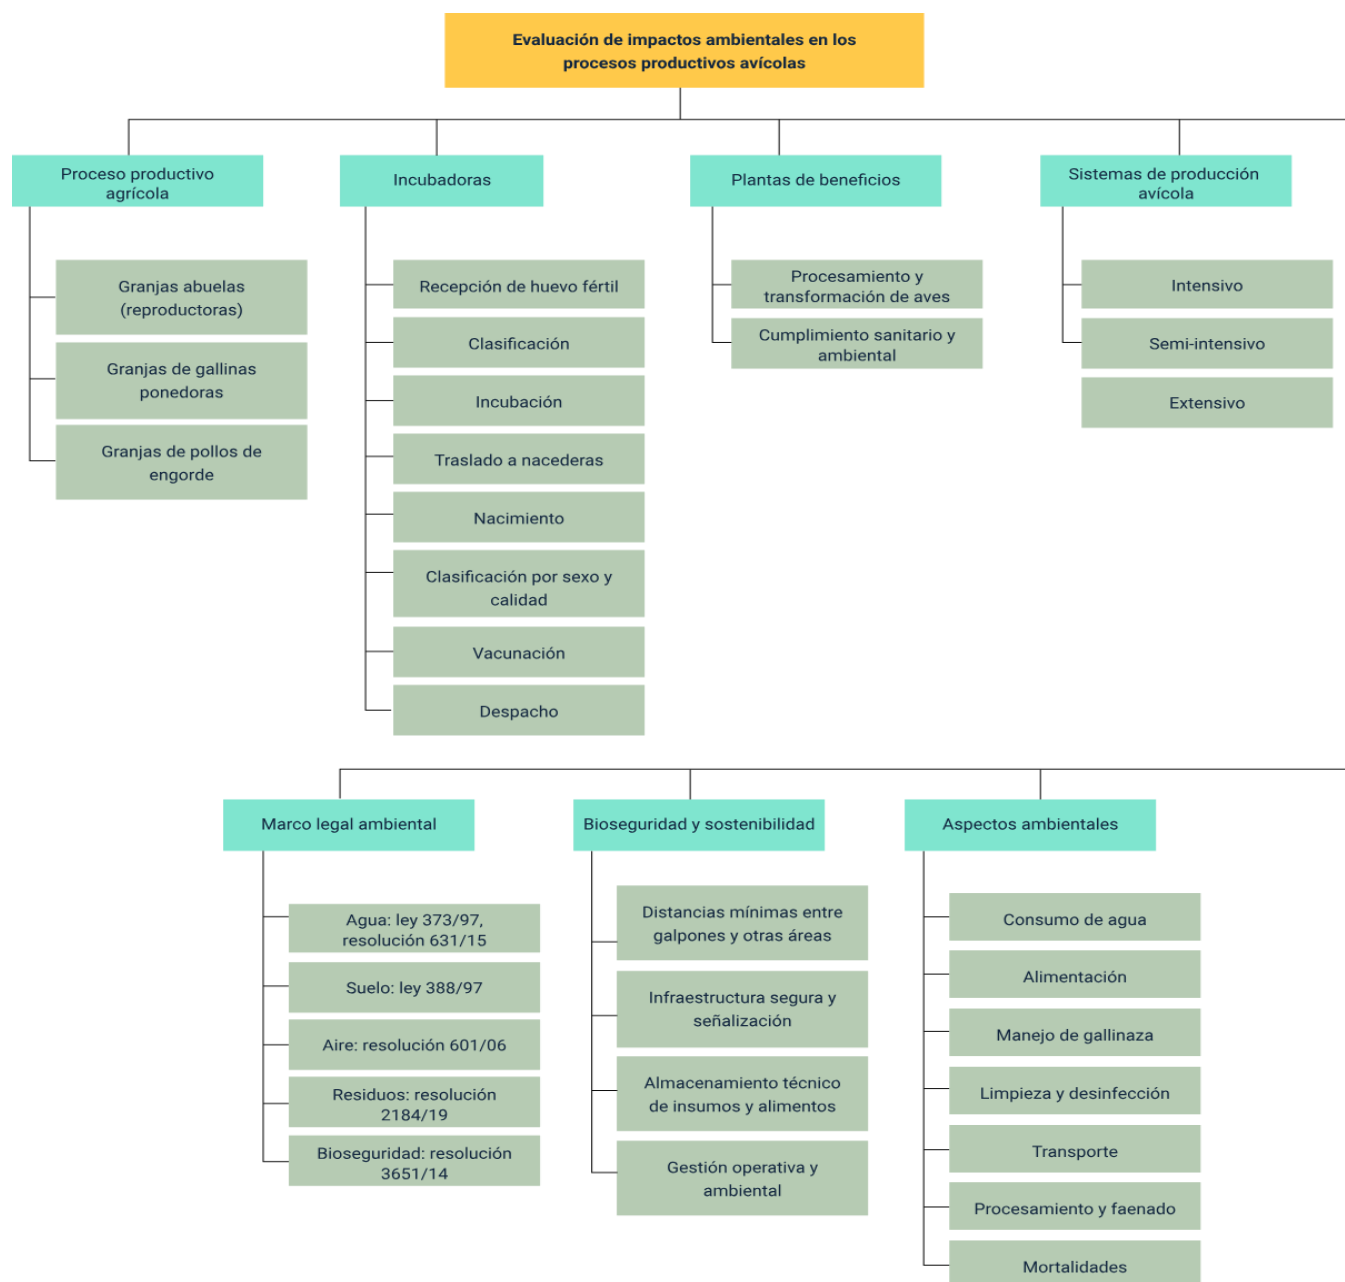 Evaluación de impactos ambientales en los
procesos productivos avícolas
Proceso productivo
agrícola
Granjas abuelas
(reproductoras)
Granjas de gallinas
ponedoras
Granjas de pollos de
engorde
Incubadoras
Recepción de huevo fértil
Clasificación
Incubación
Traslado a nacederas
Nacimiento
Clasificación por sexo y
calidad
Vacunación
Despacho
Plantas de beneficios
Procesamiento y
transformación de aves
Cumplimiento sanitario y
ambiental
Sistemas de producción
avícola
Intensivo
Semi-intensivo
Extensivo
Marco legal ambiental
Agua: ley 373/97,
resolución 631/15
Suelo: ley 388/97
Aire: resolución 601/06
Residuos: resolución
2184/19
Bioseguridad: resolución
3651/14
Bioseguridad y sostenibilidad
Distancias mínimas entre
galpones y otras áreas
Infraestructura segura y
señalización
Almacenamiento técnico
de insumos y alimentos
Gestión operativa y
ambiental
Aspectos ambientales
Consumo de agua
Alimentación
Manejo de gallinaza
Limpieza y desinfección
Transporte
Procesamiento y faenado
Mortalidades